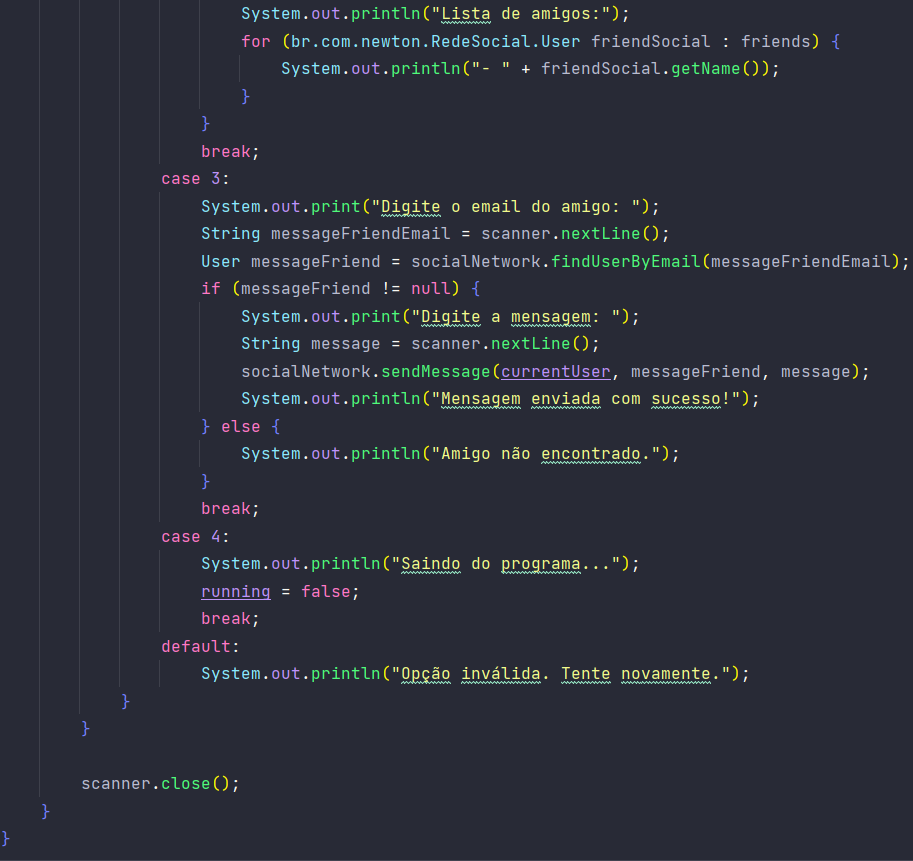 System.out.println("Lista de amigos:");
for (br.com.newton.RedeSocial.User friendSocial : friends) {
System.out.println("- " + friendSocial.getName());
}
}
break;
case 3:
System.out.print("Digite o email do amigo: ");
String messageFriendEmail = scanner.nextLine();
User messageFriend = socialNetwork.findUserByEmail(messageFriendEmail);
if (messageFriend != null) {
System.out.print("Digite a mensagem: ");
String message = scanner.nextLine();
socialNetwork.sendMessage(currentUser, messageFriend, message);
System.out.println("Mensagem enviada com sucesso!");
} else {
System.out.println("Amigo não encontrado.");
}
break;
case 4:
System.out.println("Saindo do programa...");
running = false;
break;
default:
System.out.println("Opção inválida. Tente novamente.");
}
}
scanner.close();
}
}